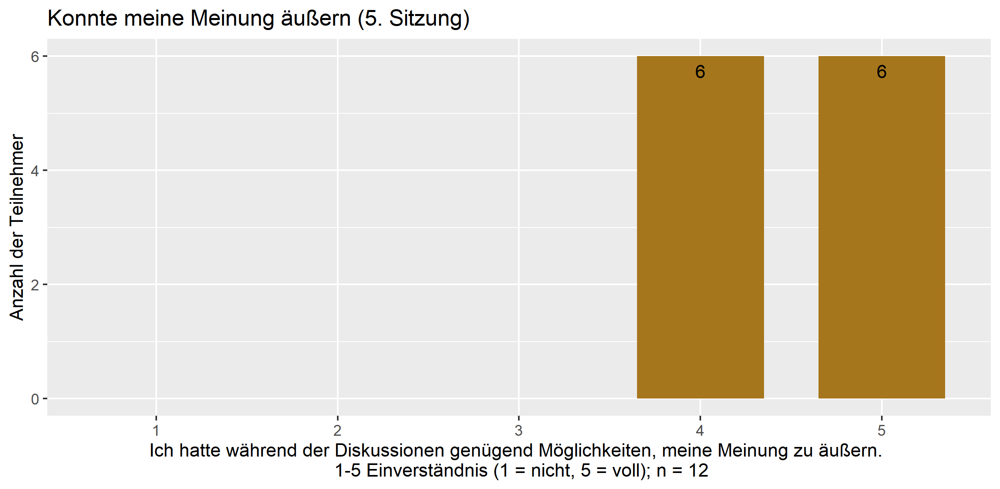 Konnte meine Meinung äußern (5. Sitzung)
Anzahl der Teilnehmer
6
4
2
0
6
6
1
2
3
4
5
Ich hatte während der Diskussionen genügend Möglichkeiten, meine Meinung zu äußern.
1-5 Einverständnis (1 = nicht, 5 = voll); n = 12